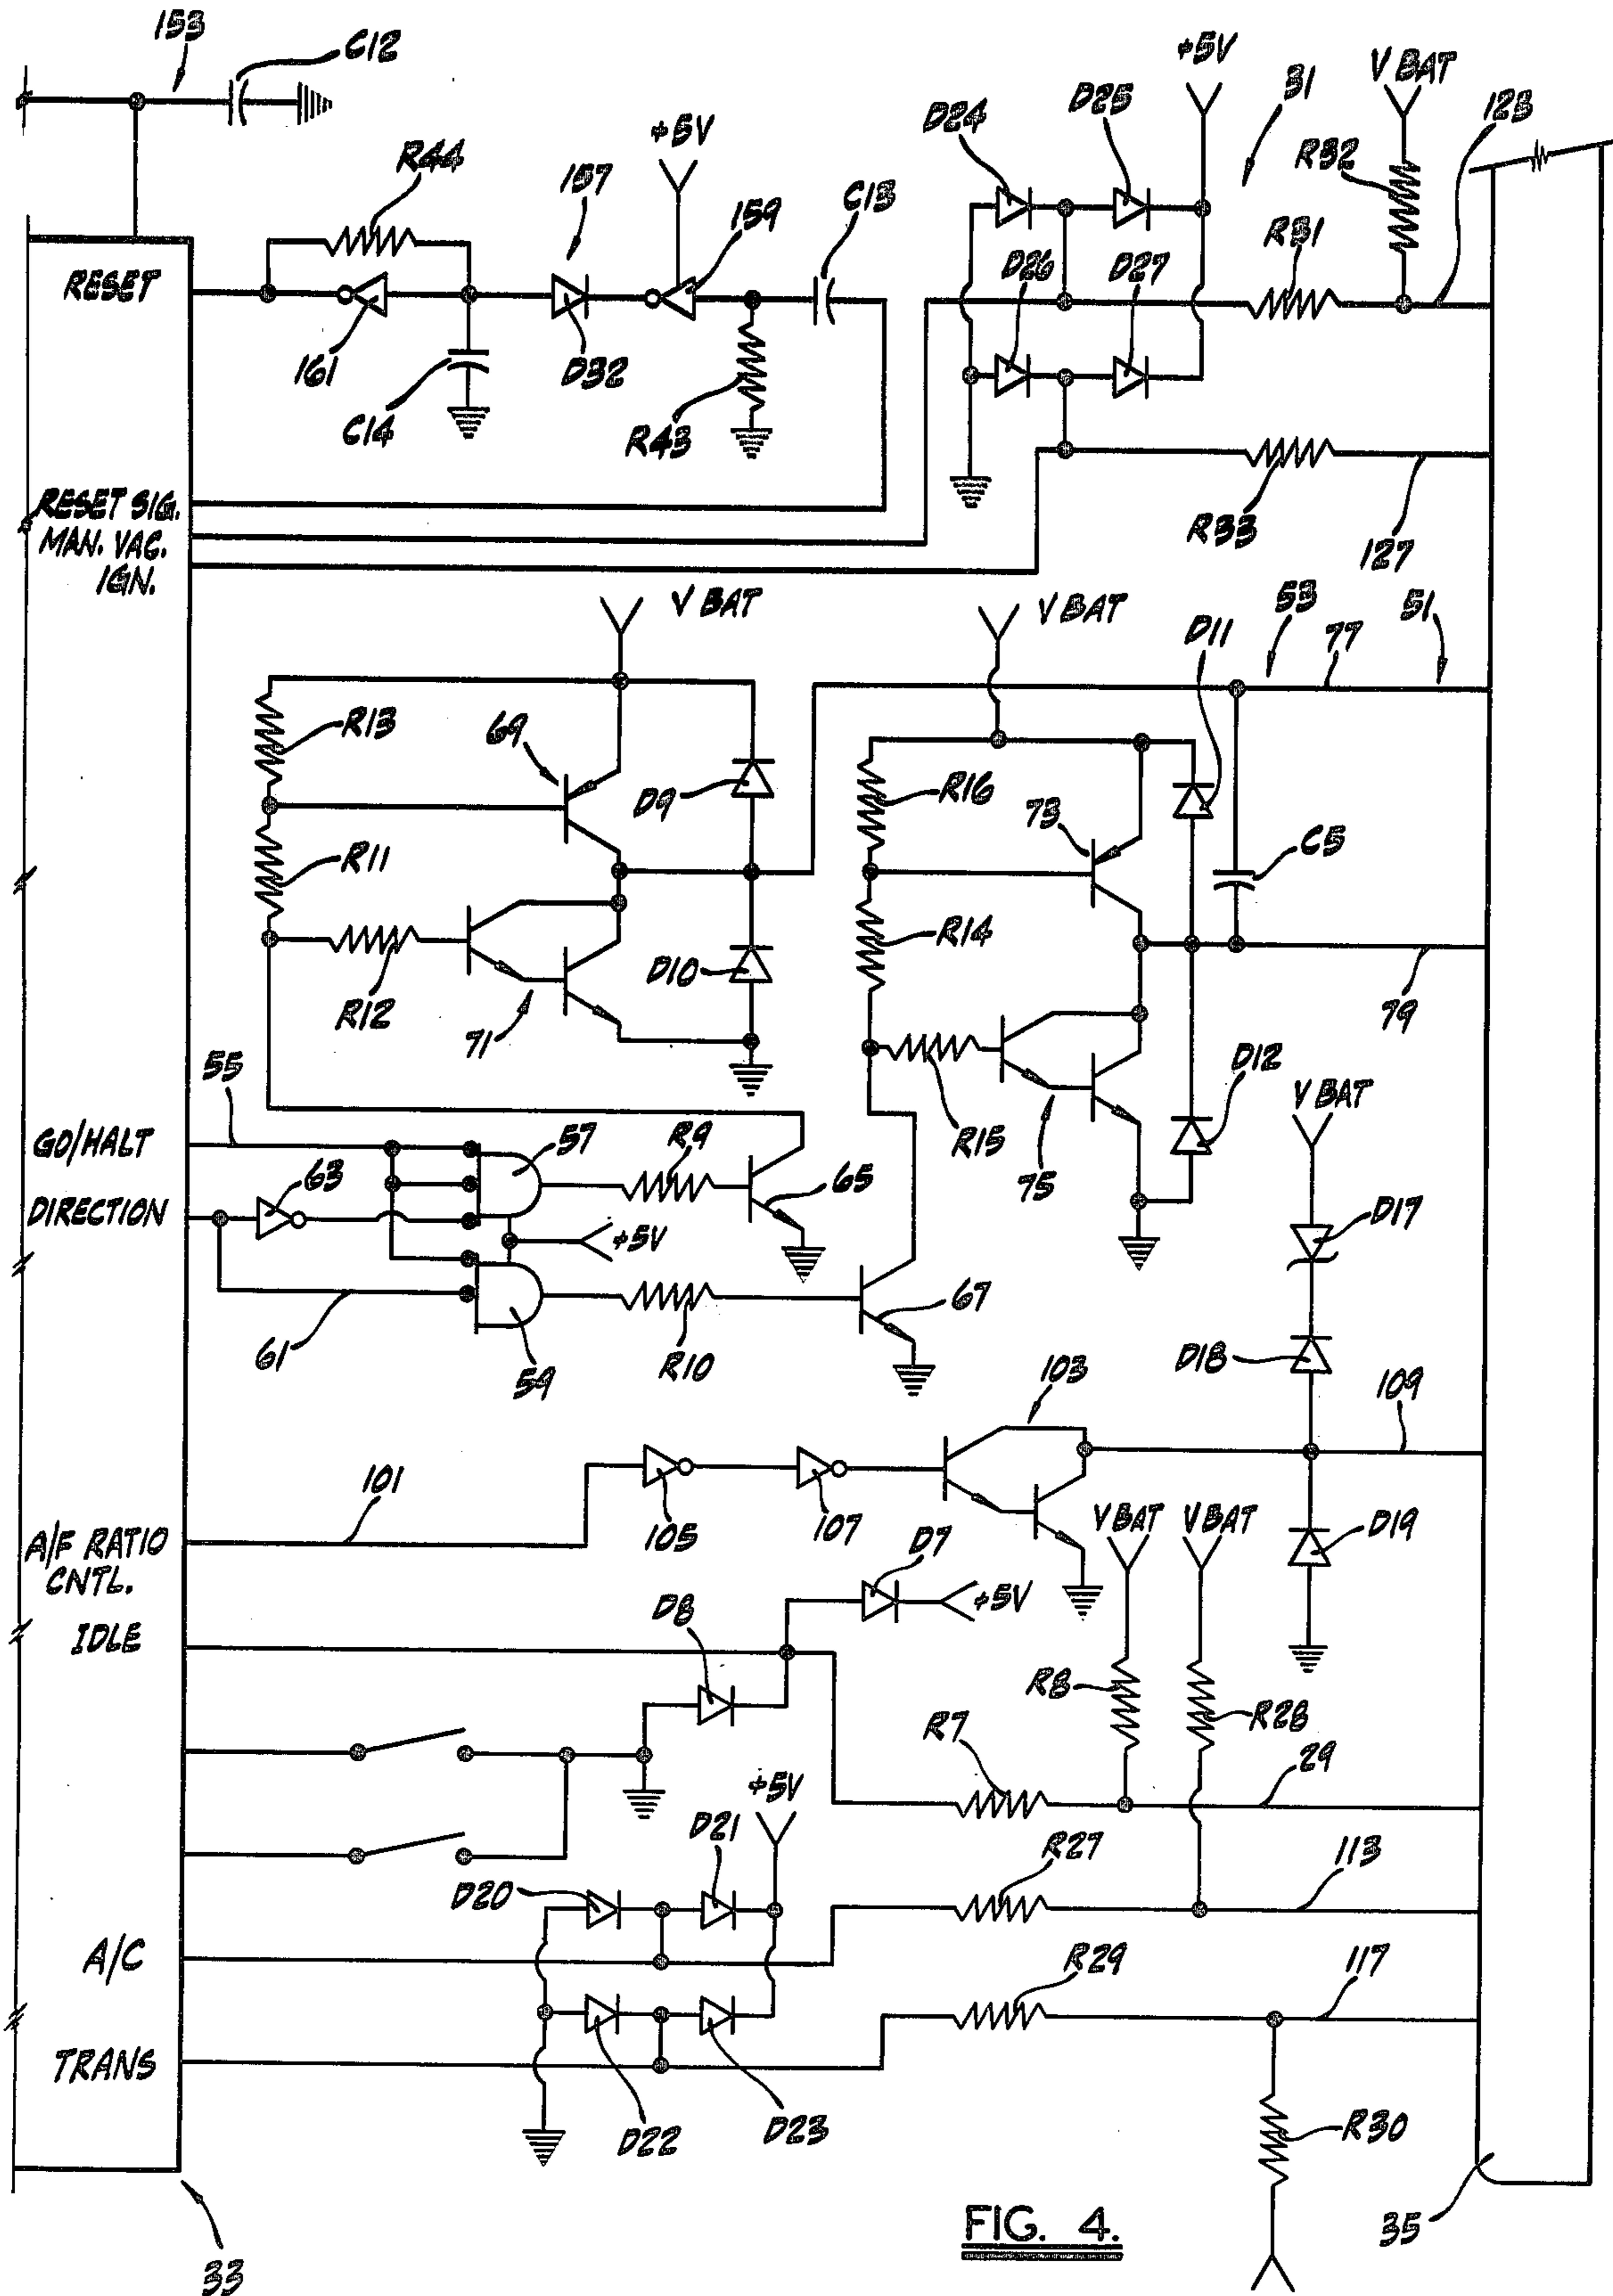 153
C12
+5V
31
V BAT
D24
D25
123
R32
R44
+5V
157
C13
159
R31
RESET
D26
D27
161
D32
C14
R43
RESET SIG.
MAN. VAC.
IGN.
R33
127
V BAT
V BAT
D11
53
77
51
R13
69
D9
R16
73
C5
R11
R14
R12
71
D10
79
55
R15
75
D12
V BAT
GO/HALT
57
R9
63
65
DIRECTION
D17
+5V
67
61
59
R10
D18
103
109
101
105
107
V BAT
V BAT
D19
A/F RATIO
CNTL.
D7
+5V
D8
IDLE
R8
R7
R28
29
+5V
D21
R27
113
D20
A/C
R29
117
TRANS
D22
D23
R30
FIG. 4.
35
33